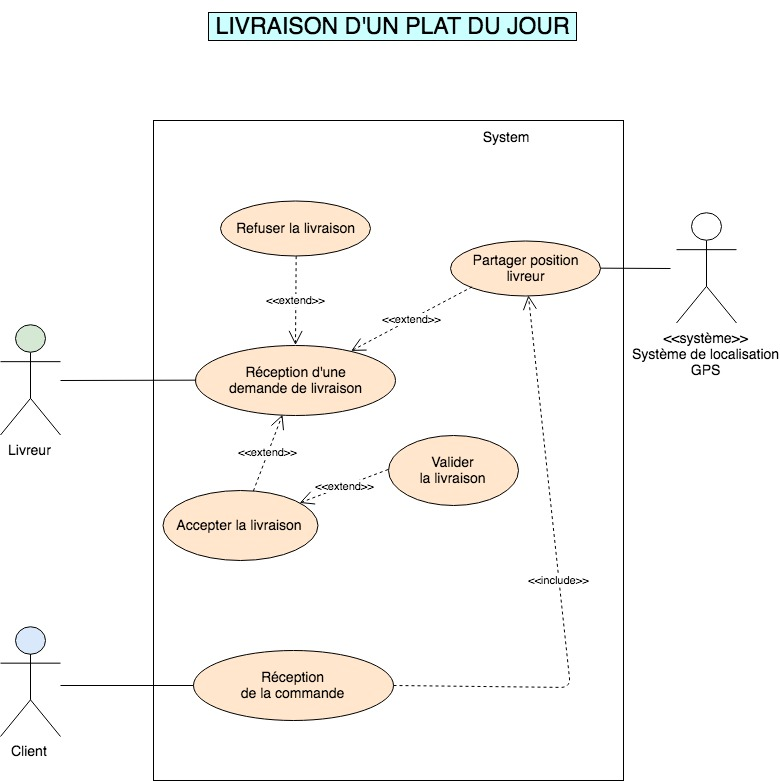 LIVRAISON D'UN PLAT DU JOUR
System
Refuser la livraison
Partager position
livreur
<<extend>>
<<extend>>
<<système>>
Système de localisation
GPS
Réception d'une
demande de livraison
Livreur
<<extend>>
Valider
la livraison
<<extend>>
Accepter la livraison
<<include>>
Réception
de la commande
Client